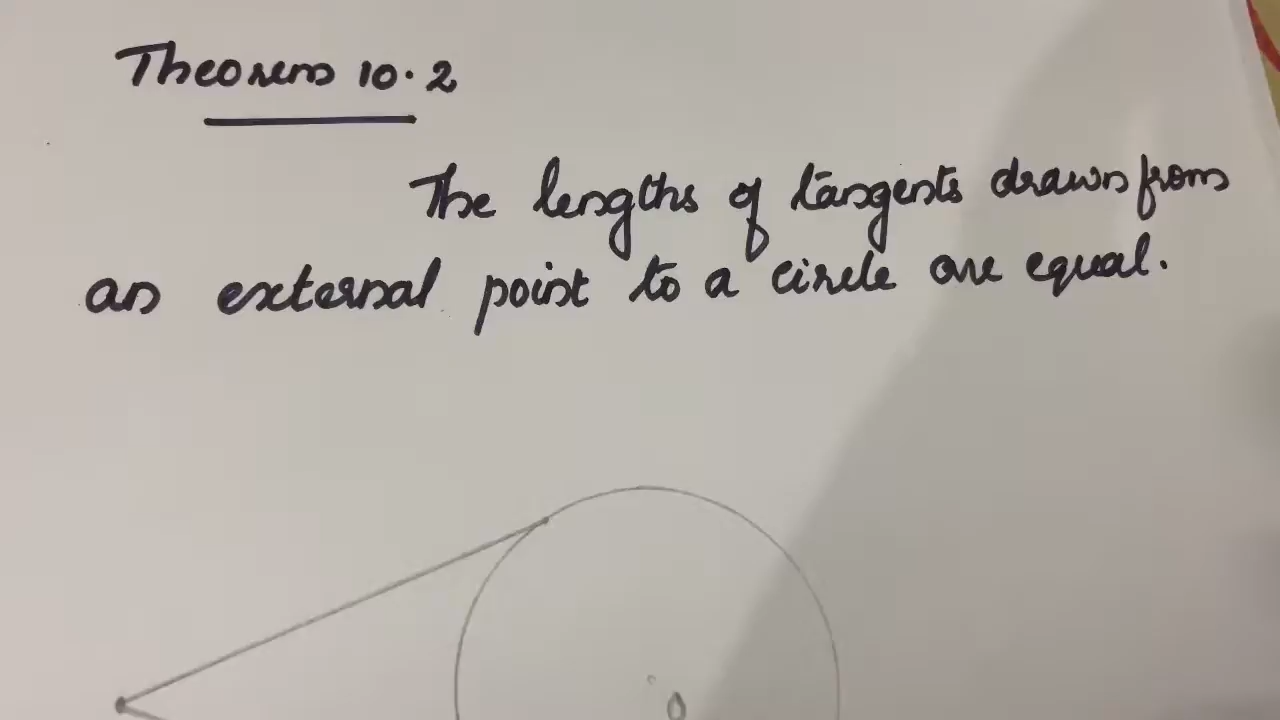 Theorem 10.2
The lengths of tangents drawn from
an external point to a circle are equal.
O